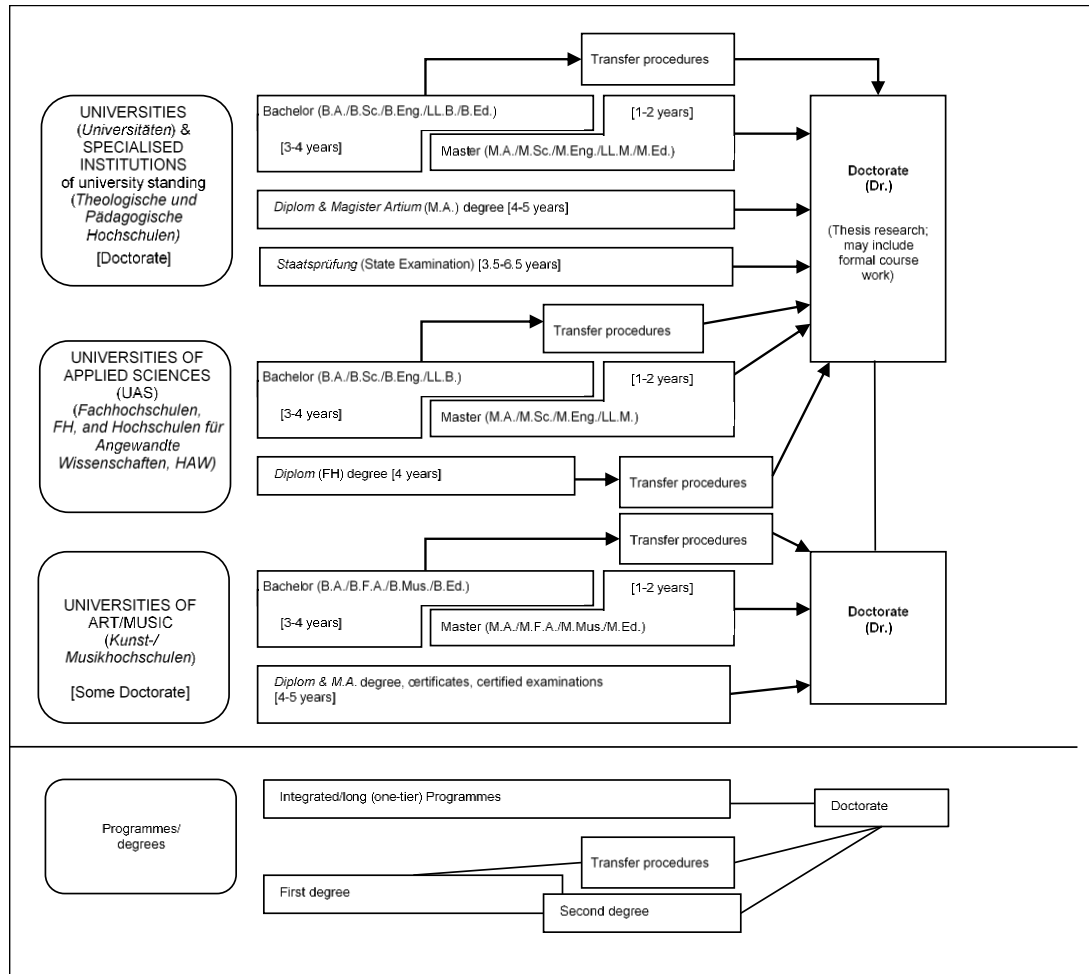 Transfer procedures
UNIVERSITIES
(Universitäten) &
SPECIALISED
INSTITUTIONS
of university standing
(Theologische und
Pädagogische
Hochschulen)
[Doctorate]
Bachelor (B.A./B.Sc./B.Eng./LL.B./B.Ed.)
[3-4 years]
[1-2 years]
Master (M.A./M.Sc./M.Eng./LL.M./M.Ed.)
Diplom & Magister Artium (M.A.) degree [4-5 years]
Staatsprüfung (State Examination) [3.5-6.5 years]
Doctorate
(Dr.)
(Thesis research;
may include
formal course
work)
Transfer procedures
UNIVERSITIES OF
APPLIED SCIENCES
(UAS)
(Fachhochschulen,
FH, and Hochschulen für
Angewandte
Wissenschaften, HAW)
Bachelor (B.A./B.Sc./B.Eng./LL.B.)
[3-4 years]
[1-2 years]
Master (M.A./M.Sc./M.Eng./LL.M.)
Diplom (FH) degree [4 years]
Transfer procedures
Transfer procedures
UNIVERSITIES OF
ART/MUSIC
(Kunst-/
Musikhochschulen)
[Some Doctorate]
Bachelor (B.A./B.F.A./B.Mus./B.Ed.)
[3-4 years]
[1-2 years]
Master (M.A./M.F.A./M.Mus./M.Ed.)
Diplom & M.A. degree, certificates, certified examinations
[4-5 years]
Doctorate
(Dr.)
Programmes/
degrees
Integrated/long (one-tier) Programmes
Doctorate
Transfer procedures
First degree
Second degree